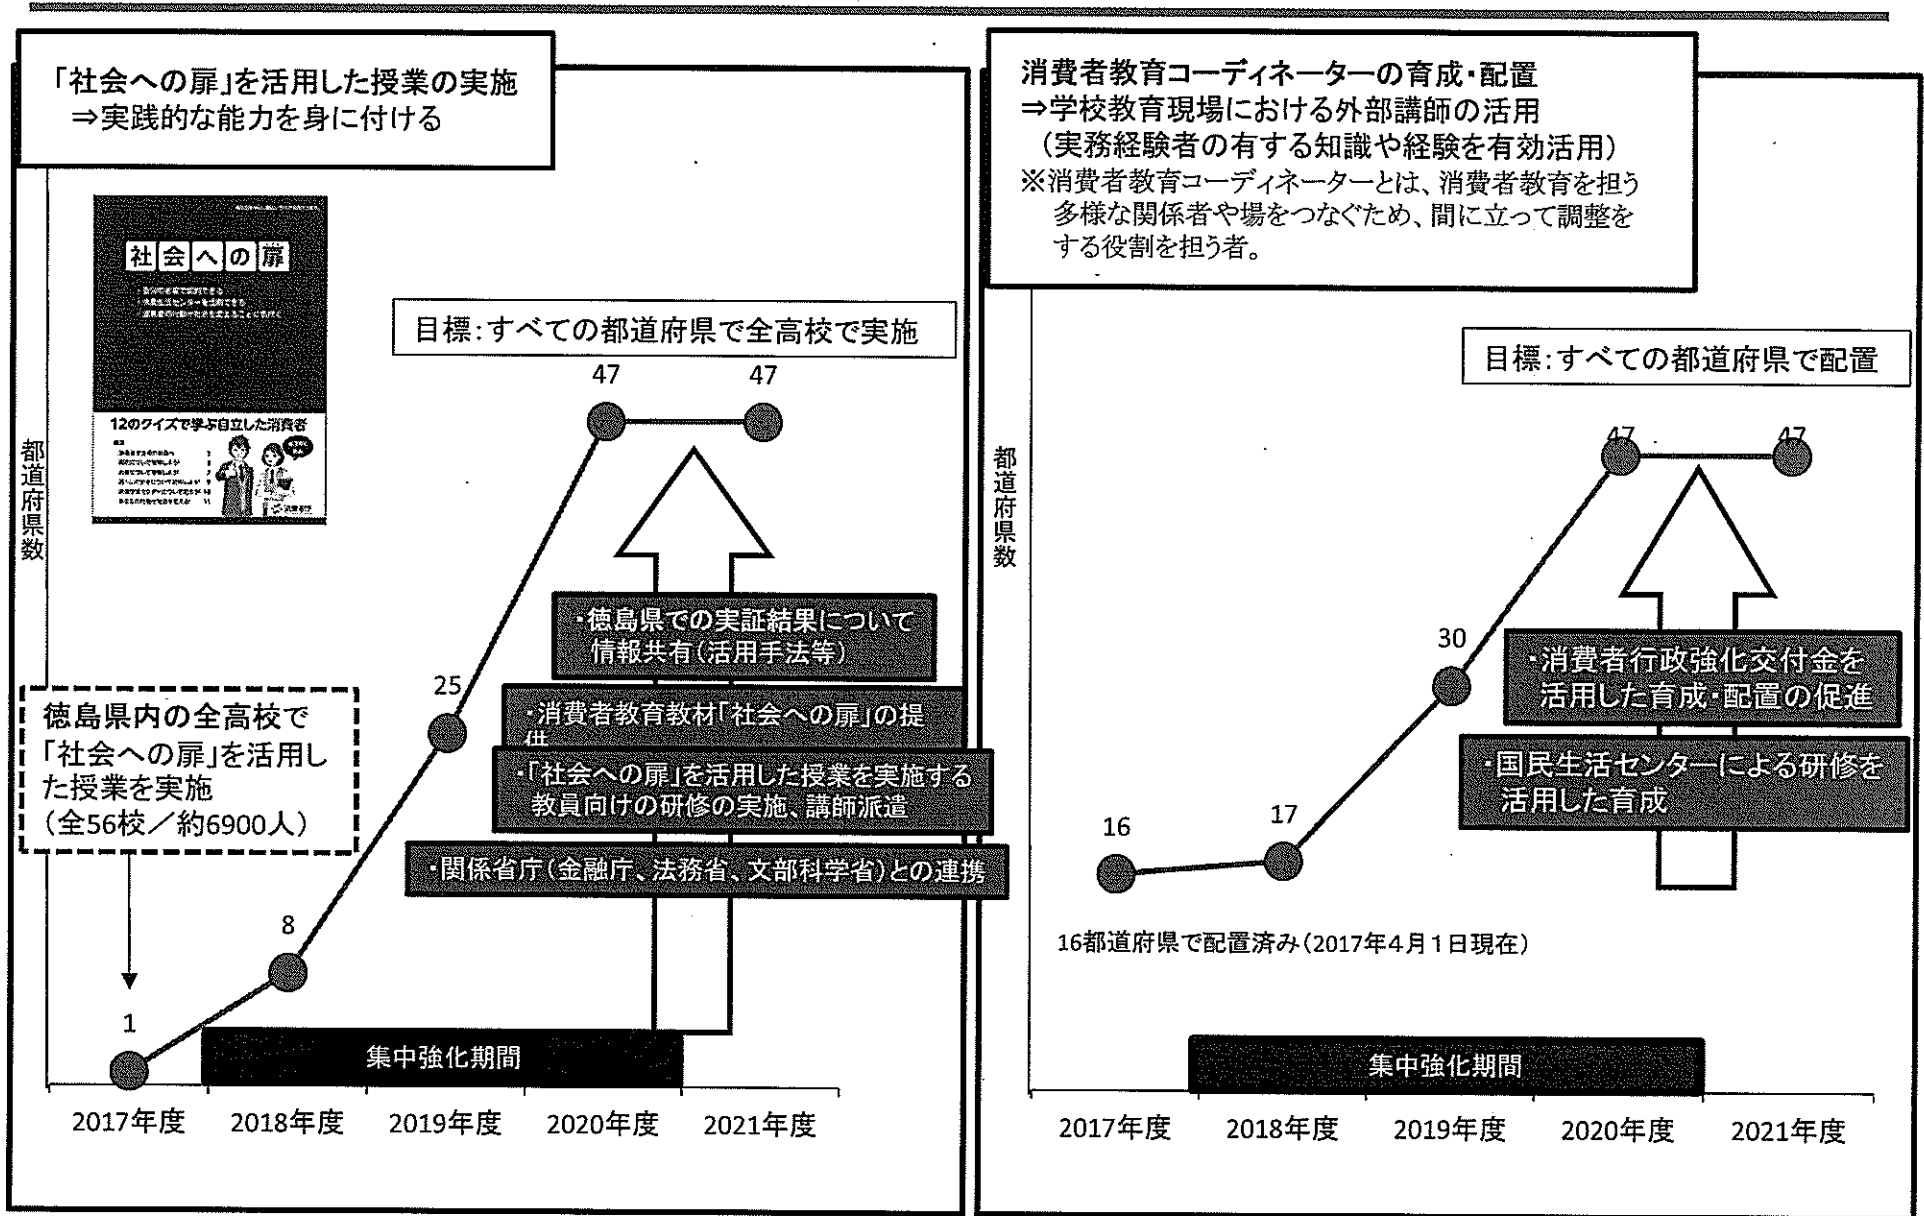 「社会への扉」を活用した授業の実施
⇒実践的な能力を身に付ける
社会への扉
12のクイズで学ぶ自立した消費者
目標:すべての都道府県で全高校で実施
都道府県数
47
47
25
8
1
・徳島県での実証結果について
情報共有(活用手法等)
・消費者教育教材「社会への扉」の提
供
・「社会への扉」を活用した授業を実施する
教員向けの研修の実施、講師派遣
・関係省庁(金融庁、法務省、文部科学省)との連携
徳島県内の全高校で
「社会への扉」を活用し
た授業を実施
(全56校/約6900人)
集中強化期間
2017年度
2018年度
2019年度
2020年度
2021年度
消費者教育コーディネーターの育成・配置
⇒学校教育現場における外部講師の活用
(実務経験者の有する知識や経験を有効活用)
※消費者教育コーディネーターとは、消費者教育を担う
多様な関係者や場をつなぐため、間に立って調整を
する役割を担う者。
目標:すべての都道府県で配置
都道府県数
47
47
30
17
16
・消費者行政強化交付金を
活用した育成・配置の促進
・国民生活センターによる研修を
活用した育成
16都道府県で配置済み(2017年4月1日現在)
集中強化期間
2017年度
2018年度
2019年度
2020年度
2021年度